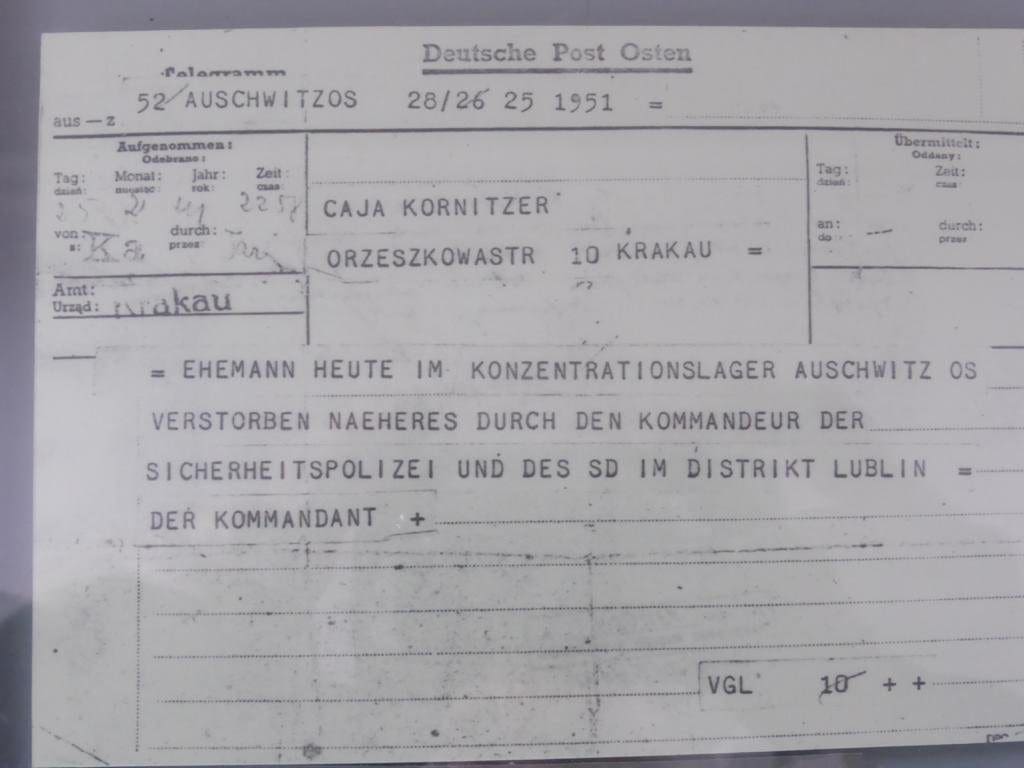 Deutsche Post Osten
Telegramm
52 AUSCHWITZOS 28/26 25 1951 =
aus — z
Aufgenommen:
Odebrano:
Tag: Monat: Jahr: Zeit:
dzień: miesiąc: rok: czas:
25 2257
von: durch:
z: przez
Amt:
Urząd: Krakau
CAJA KORNITZER
ORZESZKOWASTR 10 KRAKAU =
Übermittelt:
Oddany:
Tag: Zeit:
dzień: czas:
an: durch:
do przez
= EHEMANN HEUTE IM KONZENTRATIONSLAGER AUSCHWITZ OS
VERSTORBEN NAEHERES DURCH DEN KOMMANDEUR DER
SICHERHEITSPOLIZEI UND DES SD IM DISTRIKT LUBLIN =
DER KOMMANDANT +
VGL 10 + +